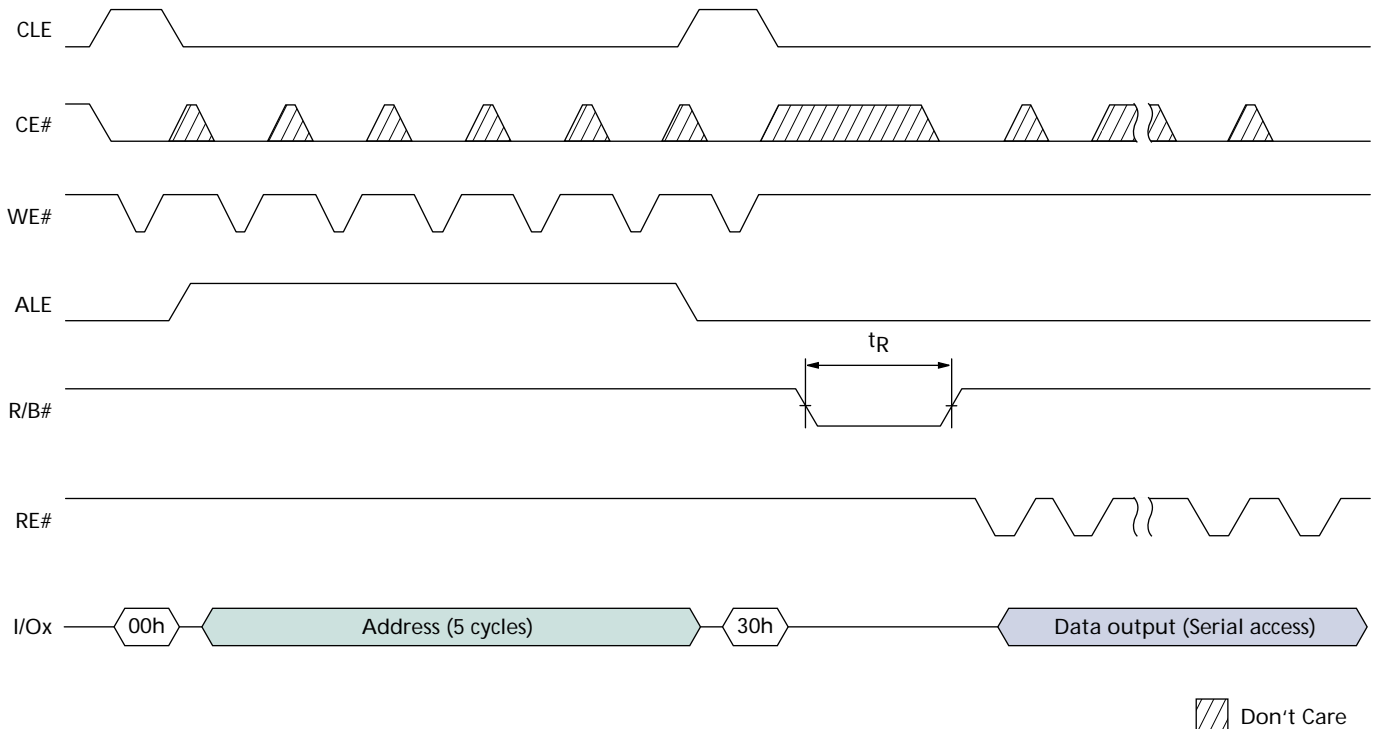 CLE
CE#
WE#
ALE
tR
R/B#
RE#
I/Ox
00h
Address (5 cycles)
30h
Data output (Serial access)
Don't Care